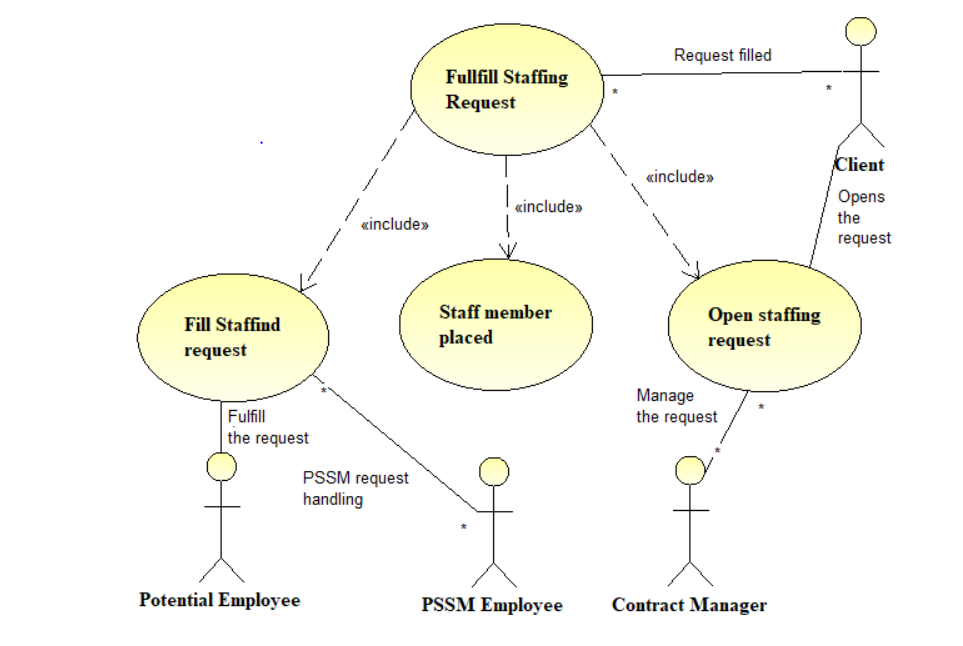 Request filled
Fullfill Staffing
Request
*
*
Client
«include»
Opens
the
request
«include»
«include»
Fill Staffind
request
Staff member
placed
Open staffing
request
*
Manage
the request
*
Fulfill
the request
*
PSSM request
handling
*
Potential Employee
PSSM Employee
Contract Manager